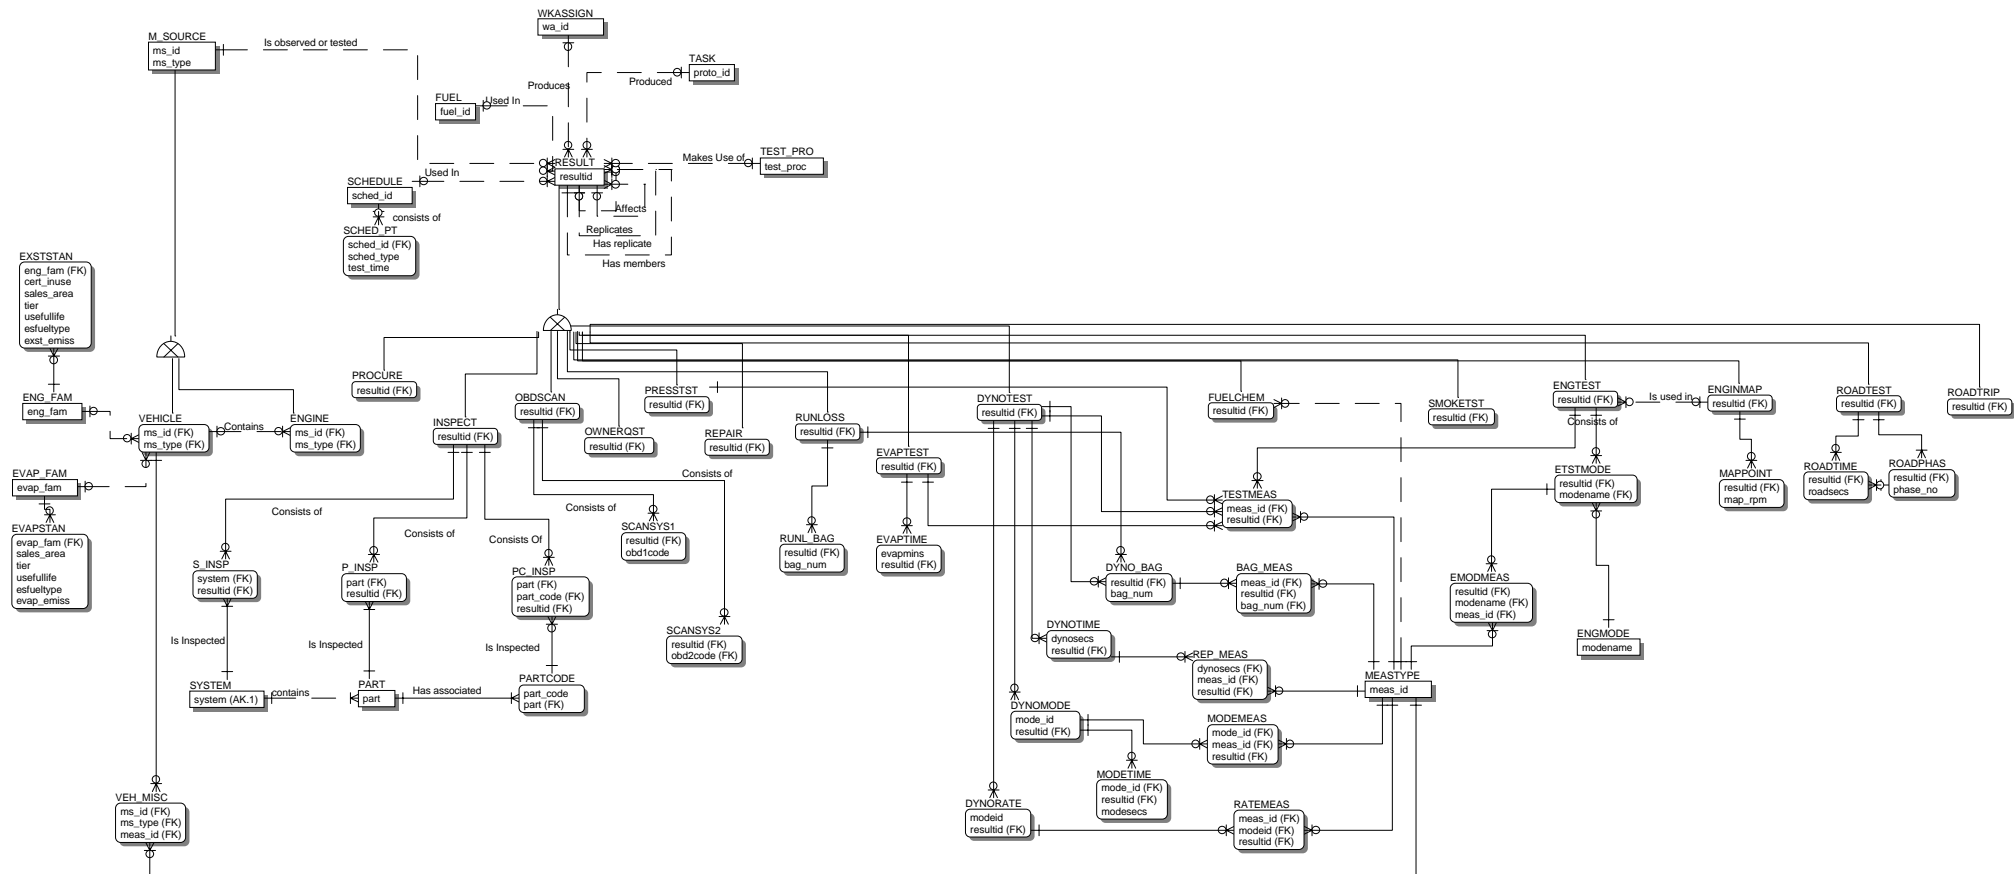 WKASSIGN
wa_id
M_SOURCE
ms_id
ms_type
Is observed or tested
TASK
proto_id
Produced
Produces
FUEL
fuel_id
Used In
RESULT
resultid
Makes Use of
TEST_PRO
test_proc
SCHEDULE
sched_id
Used In
consists of
SCHED_PT
sched_id (FK)
sched_type
test_time
Affects
Replicates
Has replicate
Has members
EXSTSTAN
eng_fam (FK)
cert_inuse
sales_area
tier
usefullife
esfueltype
exst_emiss
ENG_FAM
eng_fam
VEHICLE
ms_id (FK)
ms_type (FK)
Contains
ENGINE
ms_id (FK)
ms_type (FK)
EVAP_FAM
evap_fam
EVAPSTAN
evap_fam (FK)
sales_area
tier
usefullife
esfueltype
evap_emiss
PROCURE
resultid (FK)
INSPECT
resultid (FK)
OBDSCAN
resultid (FK)
OWNERQST
resultid (FK)
PRESSTST
resultid (FK)
REPAIR
resultid (FK)
RUNLOSS
resultid (FK)
EVAPTEST
resultid (FK)
DYNOTEST
resultid (FK)
FUELCHEM
resultid (FK)
SMOKETST
resultid (FK)
ENGTEST
resultid (FK)
Is used in
ENGINMAP
resultid (FK)
ROADTEST
resultid (FK)
ROADTRIP
resultid (FK)
Consists of
Consists of
Consists of
Consists Of
Consists of
Consists of
S_INSP
system (FK)
resultid (FK)
P_INSP
part (FK)
resultid (FK)
PC_INSP
part (FK)
part_code (FK)
resultid (FK)
SCANSYS1
resultid (FK)
obd1code
SCANSYS2
resultid (FK)
obd2code (FK)
RUNL_BAG
resultid (FK)
bag_num
EVAPTIME
evapmins
resultid (FK)
TESTMEAS
meas_id (FK)
resultid (FK)
ETSTMODE
resultid (FK)
modename (FK)
MAPPOINT
resultid (FK)
map_rpm
ROADTIME
resultid (FK)
roadsecs
ROADPHAS
resultid (FK)
phase_no
DYNO_BAG
resultid (FK)
bag_num
BAG_MEAS
meas_id (FK)
resultid (FK)
bag_num (FK)
EMODMEAS
resultid (FK)
modename (FK)
meas_id (FK)
ENGMODE
modename
Is Inspected
Is Inspected
Is Inspected
SYSTEM
system (AK.1)
contains
PART
part
Has associated
PARTCODE
part_code
part (FK)
DYNOTIME
dynosecs
resultid (FK)
REP_MEAS
dynosecs (FK)
meas_id (FK)
resultid (FK)
MEASTYPE
meas_id
DYNOMODE
mode_id
resultid (FK)
MODEMEAS
mode_id (FK)
meas_id (FK)
resultid (FK)
MODETIME
mode_id (FK)
resultid (FK)
modesecs
VEH_MISC
ms_id (FK)
ms_type (FK)
meas_id (FK)
DYNORATE
modeid
resultid (FK)
RATEMEAS
meas_id (FK)
modeid (FK)
resultid (FK)